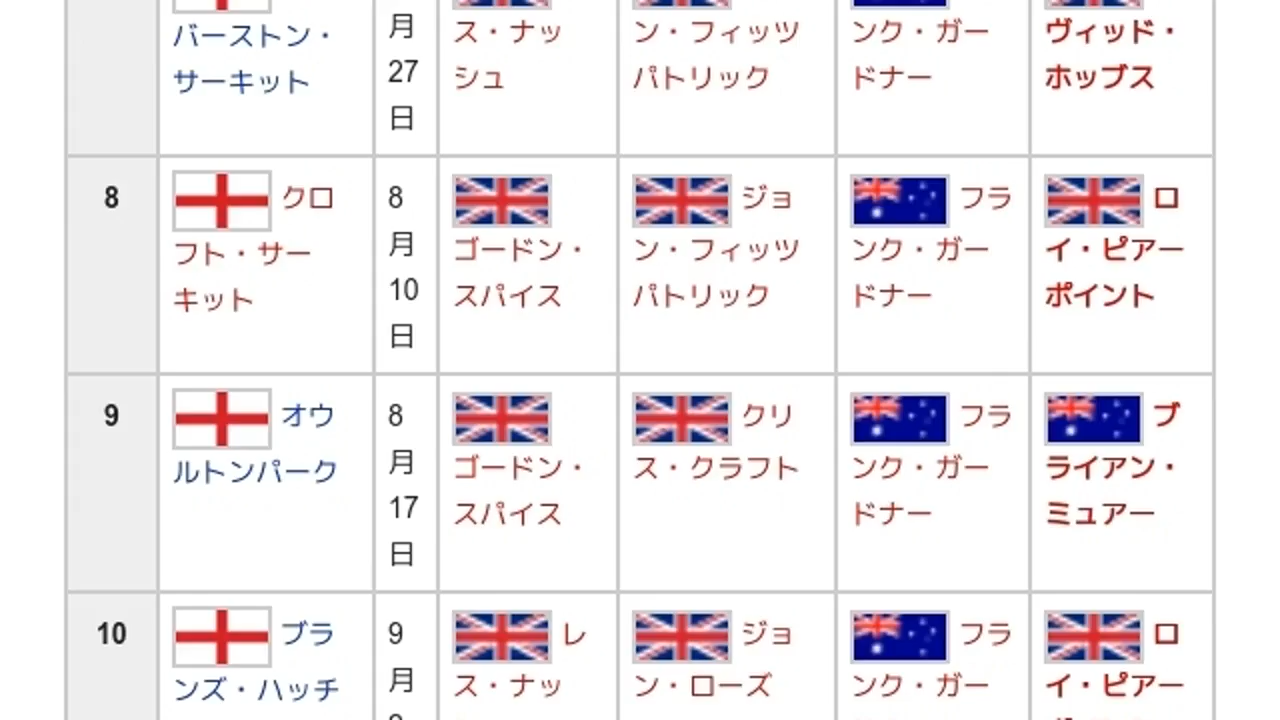 バーストン・
サーキット
月
27
日
ス・ナッ
シュ
ン・フィッツ
パトリック
ンク・ガー
ドナー
ヴィッド・
ホッブス
8
クロ
フト・サー
キット
8
月
10
日
ゴードン・
スパイス
ジョ
ン・フィッツ
パトリック
フラ
ンク・ガー
ドナー
ロ
イ・ピアー
ポイント
9
オウ
ルトンパーク
8
月
17
日
ゴードン・
スパイス
クリ
ス・クラフト
フラ
ンク・ガー
ドナー
ブ
ライアン・
ミュアー
10
ブラ
ンズ・ハッチ
9
月
レ
ス・ナッ
ジョ
ン・ローズ
フラ
ンク・ガー
ロ
イ・ピアー